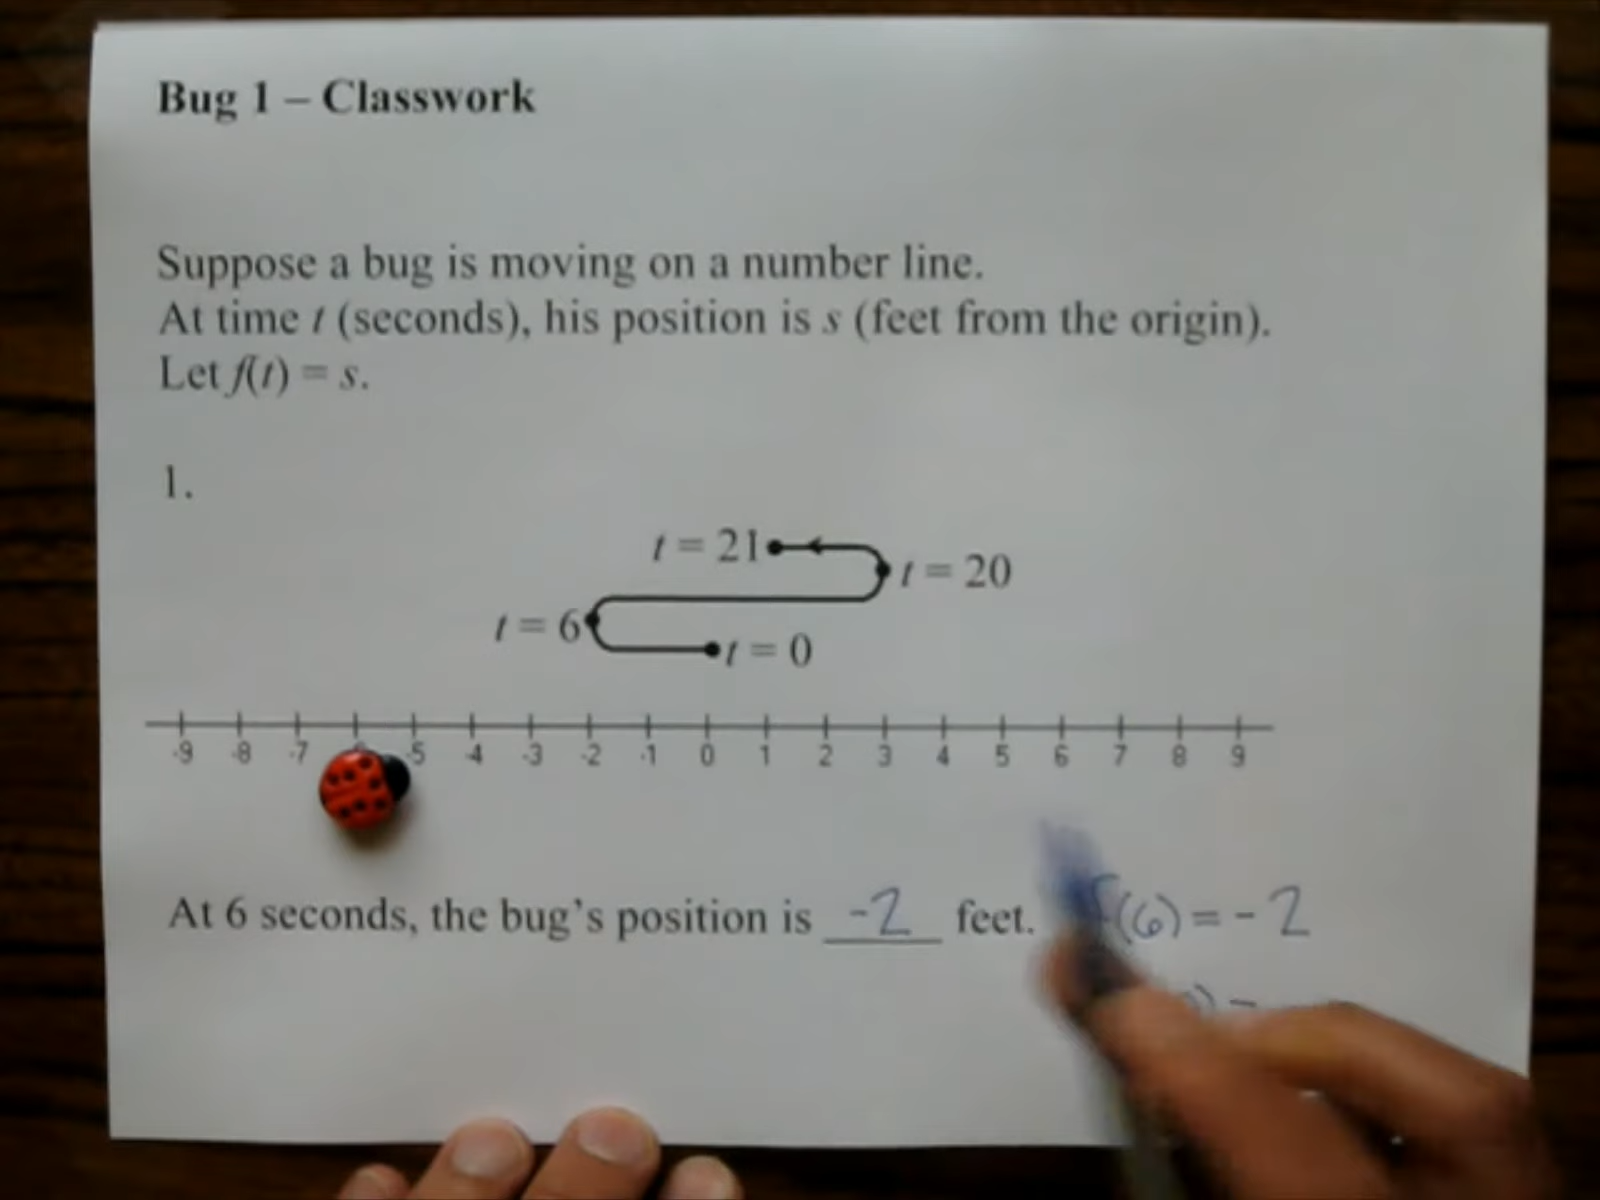 Bug 1 – Classwork
Suppose a bug is moving on a number line.
At time t (seconds), his position is s (feet from the origin).
Let f(t) = s.
1.
t = 21
t = 20
t = 6
t = 0
-9 -8 -7 -5 -4 -3 -2 -1 0 1 2 3 4 5 6 7 8 9
At 6 seconds, the bug's position is -2 feet. f(6) = - 2